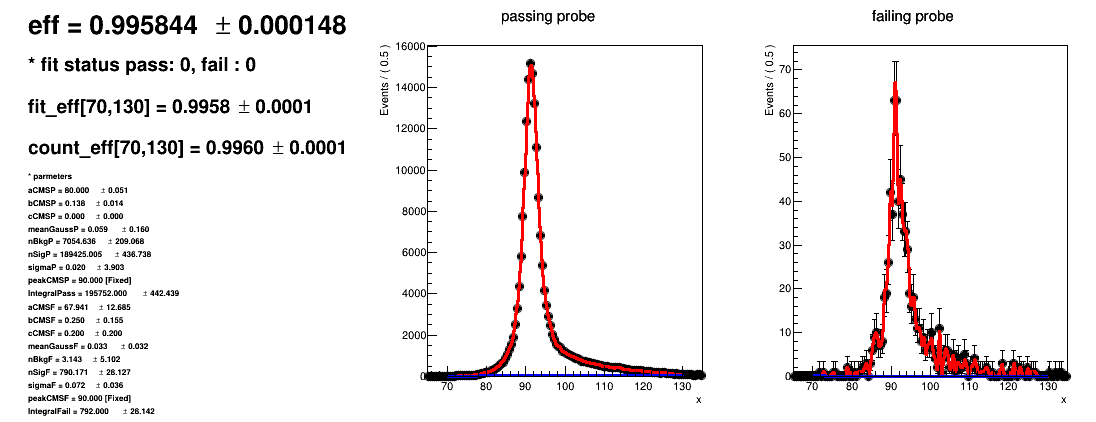 eff = 0.995844 ± 0.000148
* fit status pass: 0, fail : 0
fit_eff[70,130] = 0.9958 ± 0.0001
count_eff[70,130] = 0.9960 ± 0.0001
* parmeters
aCMSP = 80.000 ± 0.051
bCMSP = 0.138 ± 0.014
cCMSP = 0.000 ± 0.000
meanGaussP = 0.059 ± 0.160
nBkgP = 7054.636 ± 209.068
nSigP = 189425.005 ± 436.738
sigmaP = 0.020 ± 3.903
peakCMSP = 90.000 [Fixed]
IntegralPass = 195752.000 ± 442.439
aCMSF = 67.941 ± 12.685
bCMSF = 0.250 ± 0.155
cCMSF = 0.200 ± 0.200
meanGaussF = 0.033 ± 0.032
nBkgF = 3.143 ± 5.102
nSigF = 790.171 ± 28.127
sigmaF = 0.072 ± 0.036
peakCMSF = 90.000 [Fixed]
IntegralFail = 792.000 ± 28.142
passing probe
Events / ( 0.5 )
16000
14000
12000
10000
8000
6000
4000
2000
0
70 80 90 100 110 120 130
x
failing probe
Events / ( 0.5 )
70
60
50
40
30
20
10
0
70 80 90 100 110 120 130
x